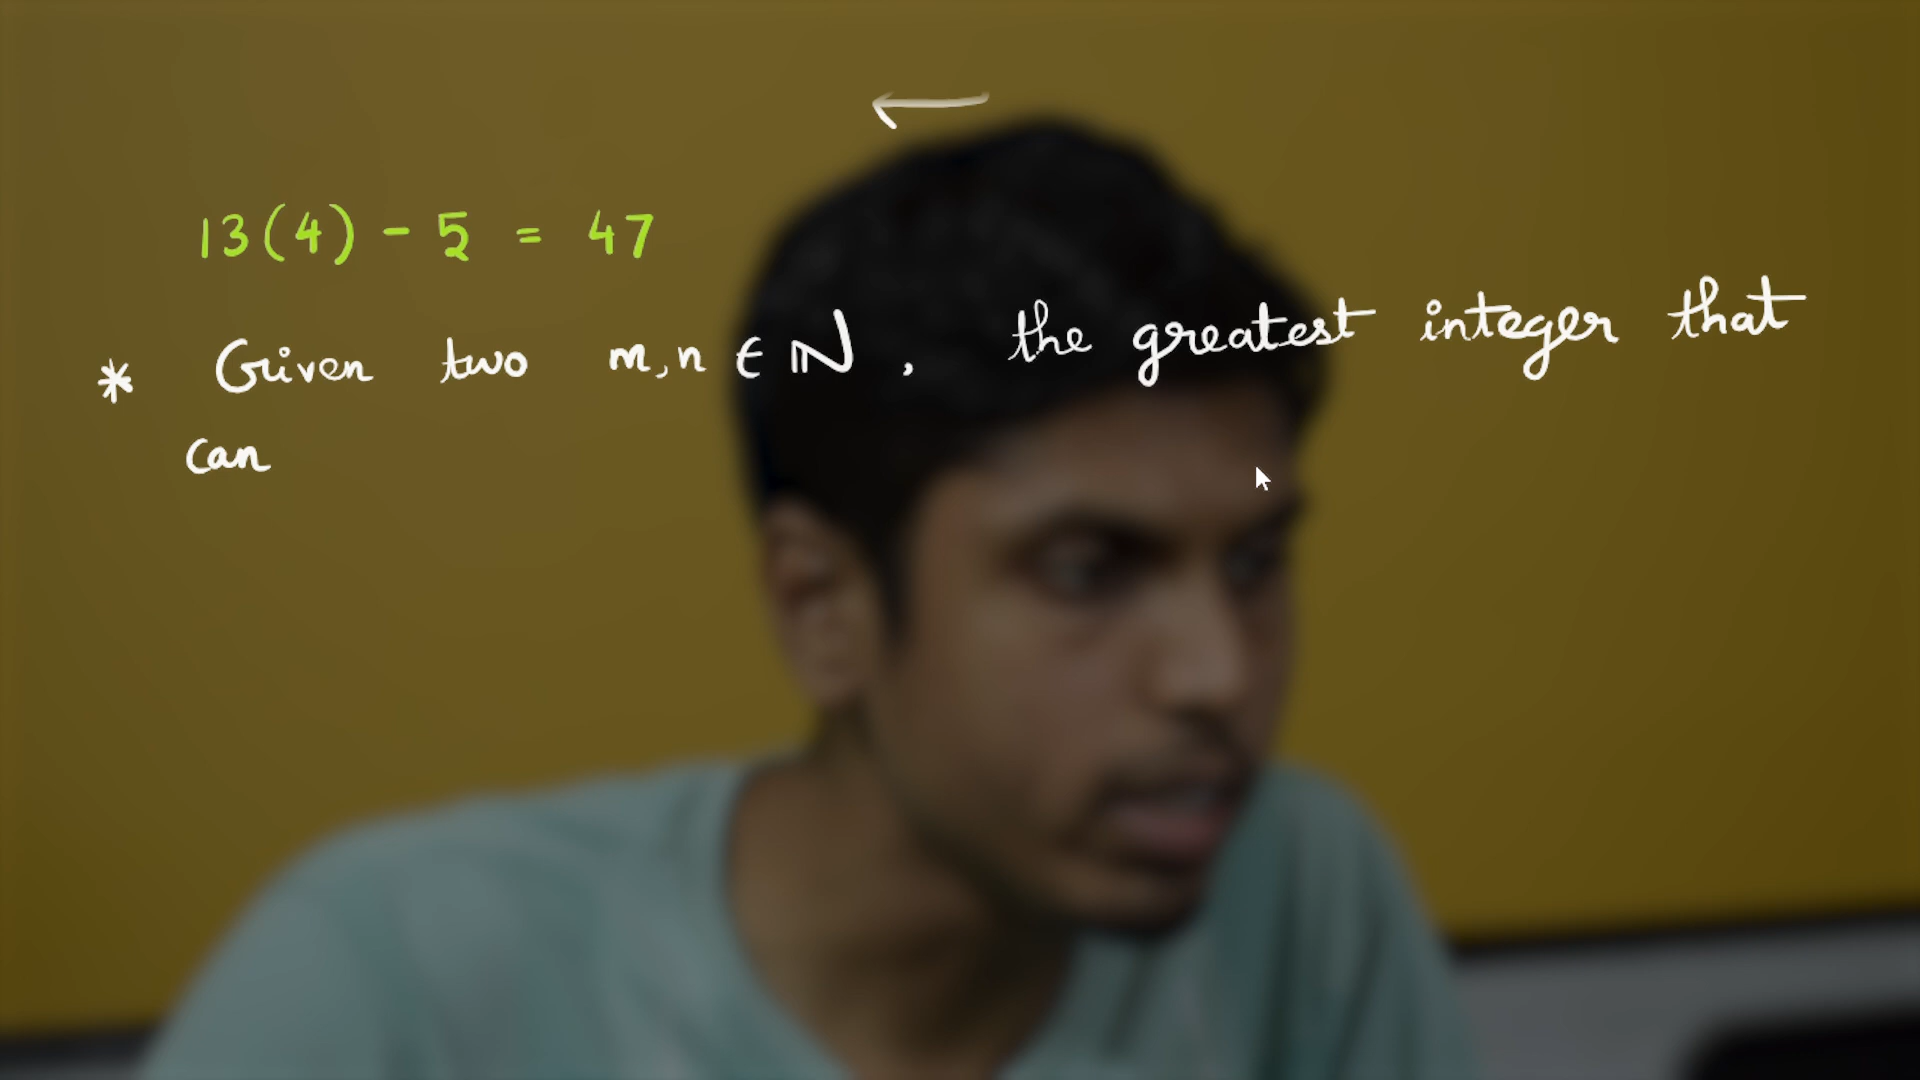 13(4) - 5 = 47
* Given two m, n ∈ ℕ, the greatest integer that
can